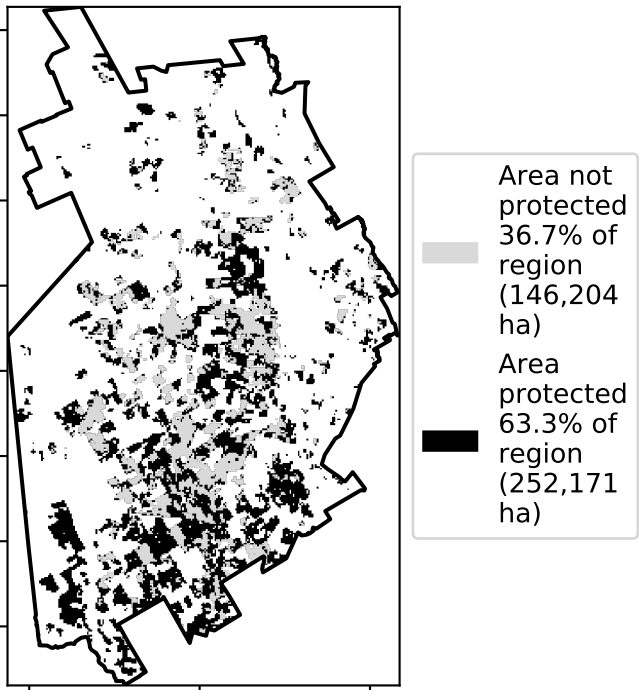 Area not
protected
36.7% of
region
(146,204
ha)
Area
protected
63.3% of
region
(252,171
ha)